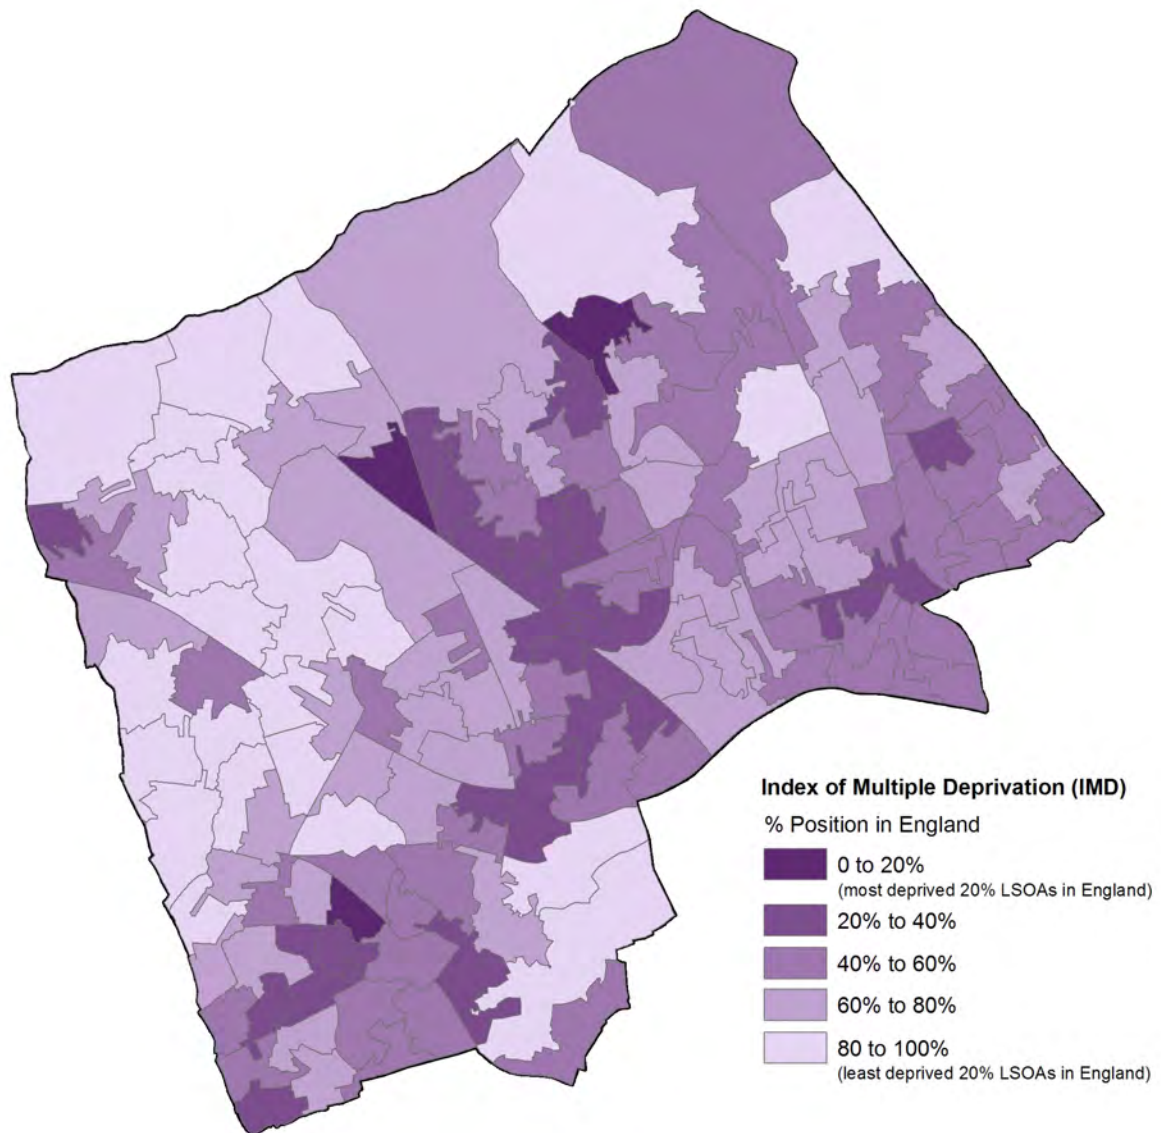 Index of Multiple Deprivation (IMD)
% Position in England
0 to 20%
(most deprived 20% LSOAs in England)
20% to 40%
40% to 60%
60% to 80%
80 to 100%
(least deprived 20% LSOAs in England)